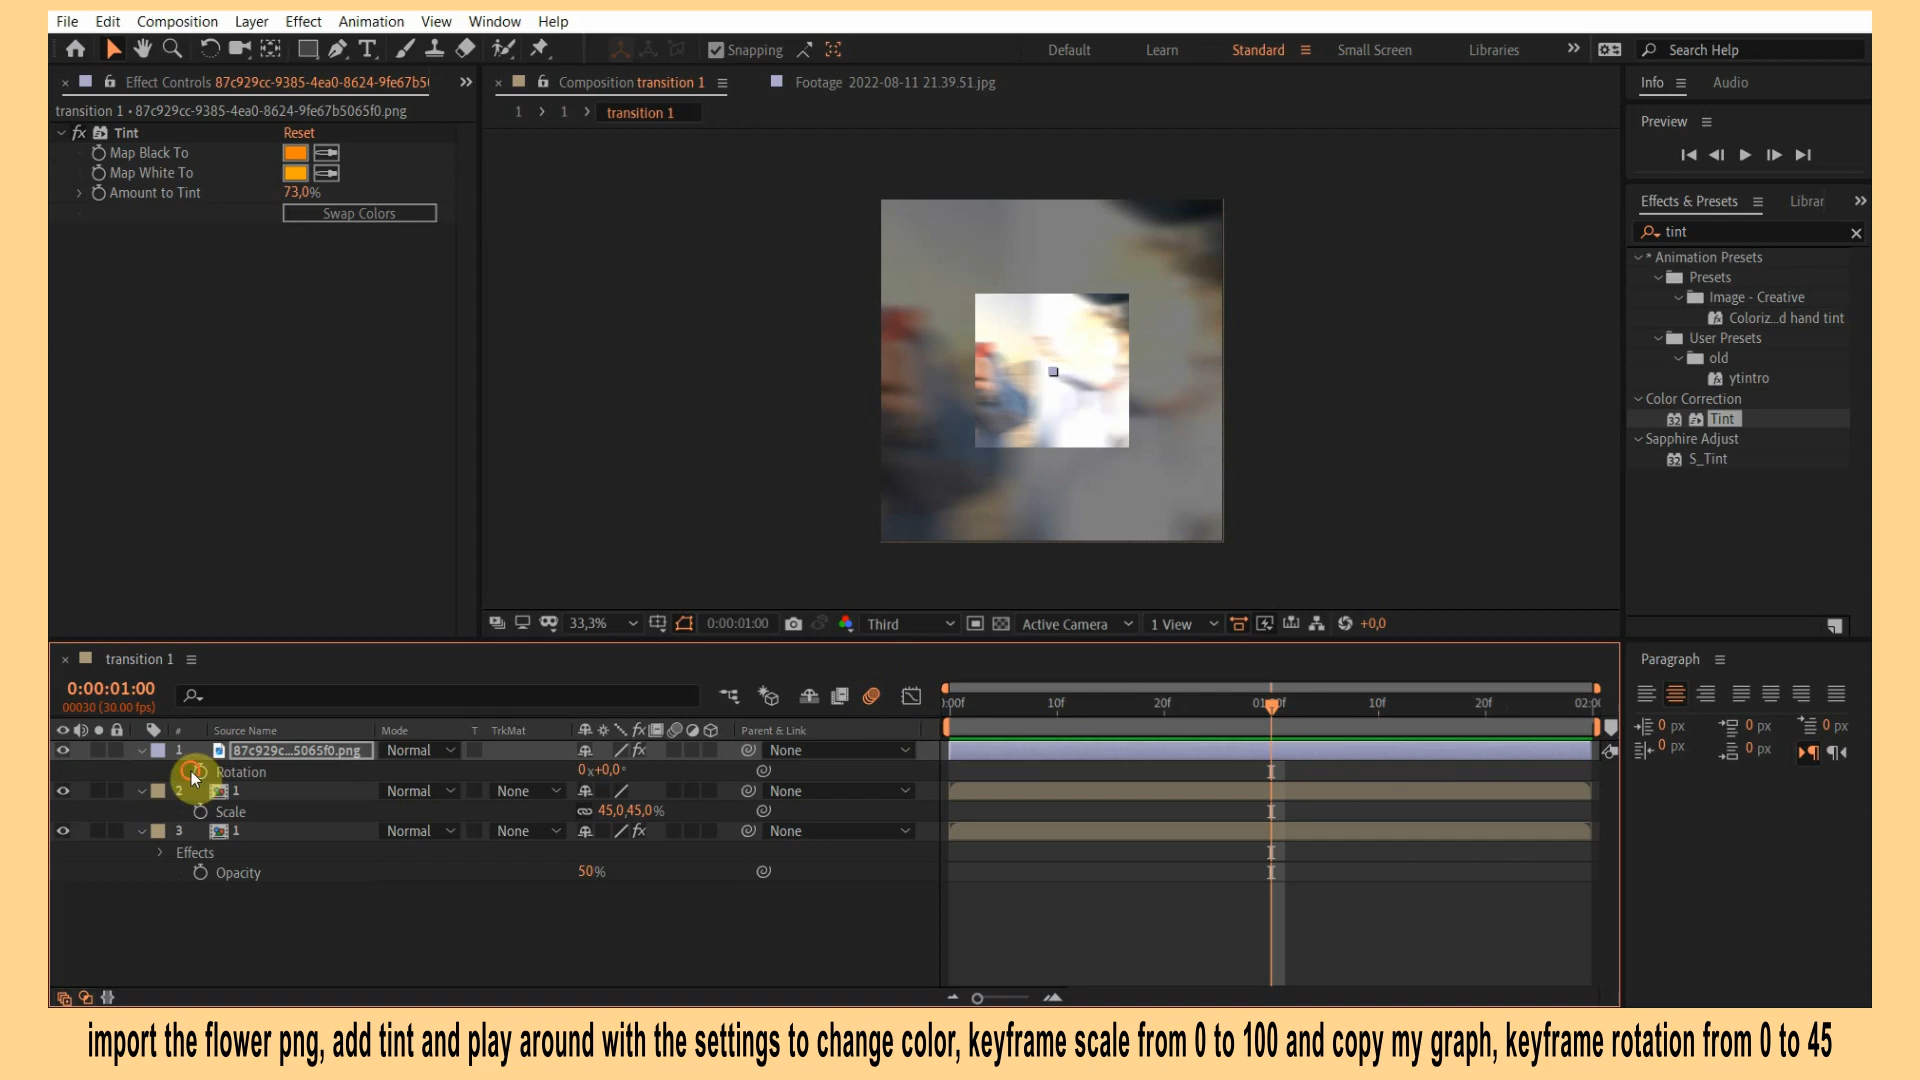 File Edit Composition Layer Effect Animation View Window Help
Snapping Default Learn Standard Small Screen Libraries Search Help
Effect Controls 87c929cc-9385-4ea0-8624-9fe67b5
Composition transition 1 Footage 2022-08-11 21.39.51.jpg
Info Audio
transition 1 • 87c929cc-9385-4ea0-8624-9fe67b5065f0.png
1 1 transition 1
Preview
fx Tint Reset
Map Black To
Map White To
Amount to Tint 73,0%
Swap Colors
Effects & Presets Librar
tint
* Animation Presets
Presets
Image - Creative
Coloriz...d hand tint
User Presets
old
ytintro
Color Correction
32 Tint
Sapphire Adjust
32 S_Tint
33,3% 0:00:01:00 Third Active Camera 1 View +0,0
transition 1
Paragraph
0:00:01:00
00030 (30.00 fps)
:00f 10f 20f 01:00f 10f 20f 02:00
0 px 0 px 0 px
0 px 0 px
# Source Name Mode T TrkMat fx Parent & Link
1 87c929c...5065f0.png Normal fx None
Rotation 0x+0,0°
2 1 Normal None None
Scale 45,0,45,0%
3 1 Normal None fx None
Effects
Opacity 50%
import the flower png, add tint and play around with the settings to change color, keyframe scale from 0 to 100 and copy my graph, keyframe rotation from 0 to 45